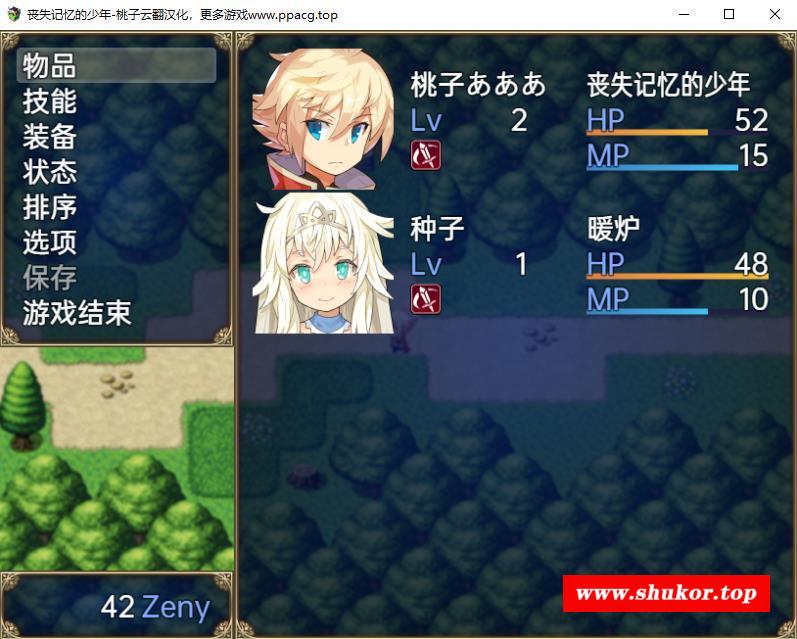 丧失记忆的少年-桃子云翻汉化，更多游戏www.ppacg.top
物品
技能
装备
状态
排序
选项
保存
游戏结束
桃子あああ 丧失记忆的少年
Lv 2 HP 52
MP 15
种子 暖炉
Lv 1 HP 48
MP 10
42 Zeny
www.shukor.top